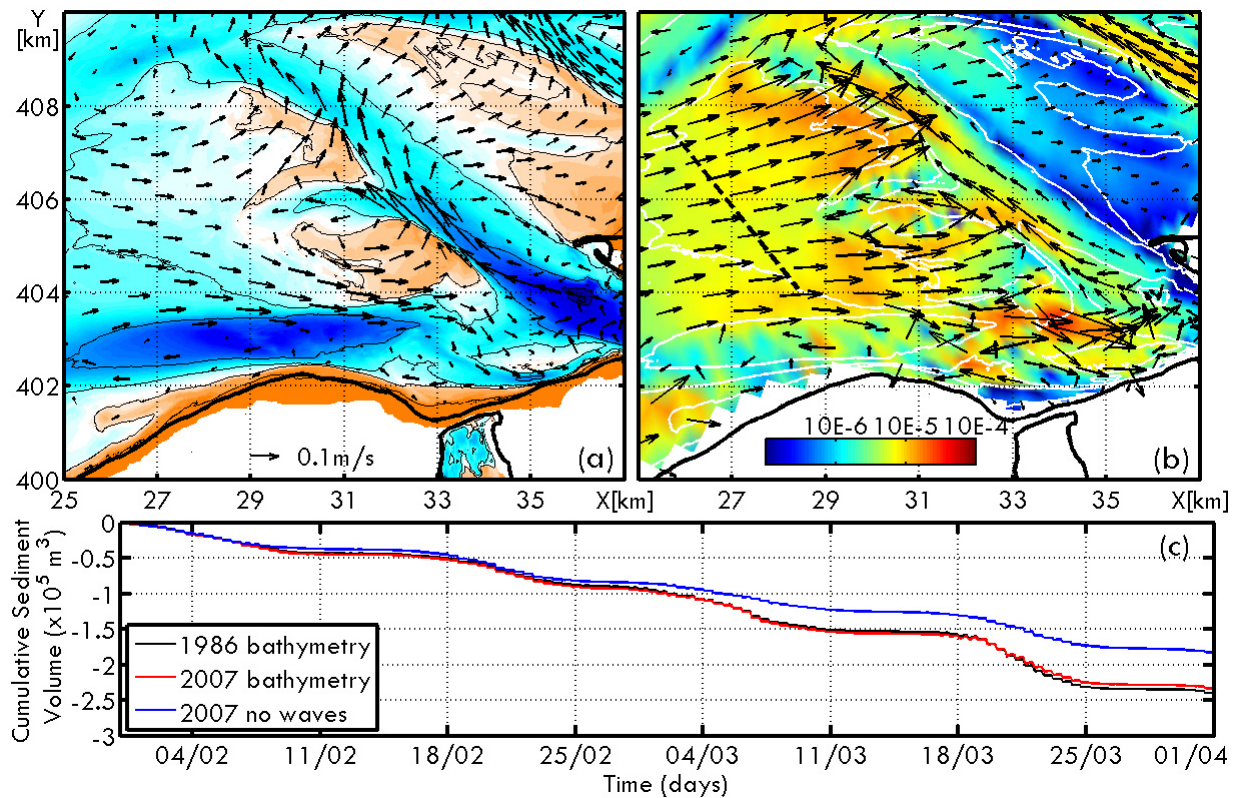 Y
[km]
408
406
404
402
400
0.1m/s
(a)
10E-6 10E-5 10E-4
(b)
25 27 29 31 33 35 X[km]
27 29 31 33 35 X[km]
Cumulative Sediment
Volume (x10⁵ m³)
0
-0.5
-1
-1.5
-2
-2.5
-3
(c)
1986 bathymetry
2007 bathymetry
2007 no waves
04/02 11/02 18/02 25/02 04/03 11/03 18/03 25/03 01/04
Time (days)